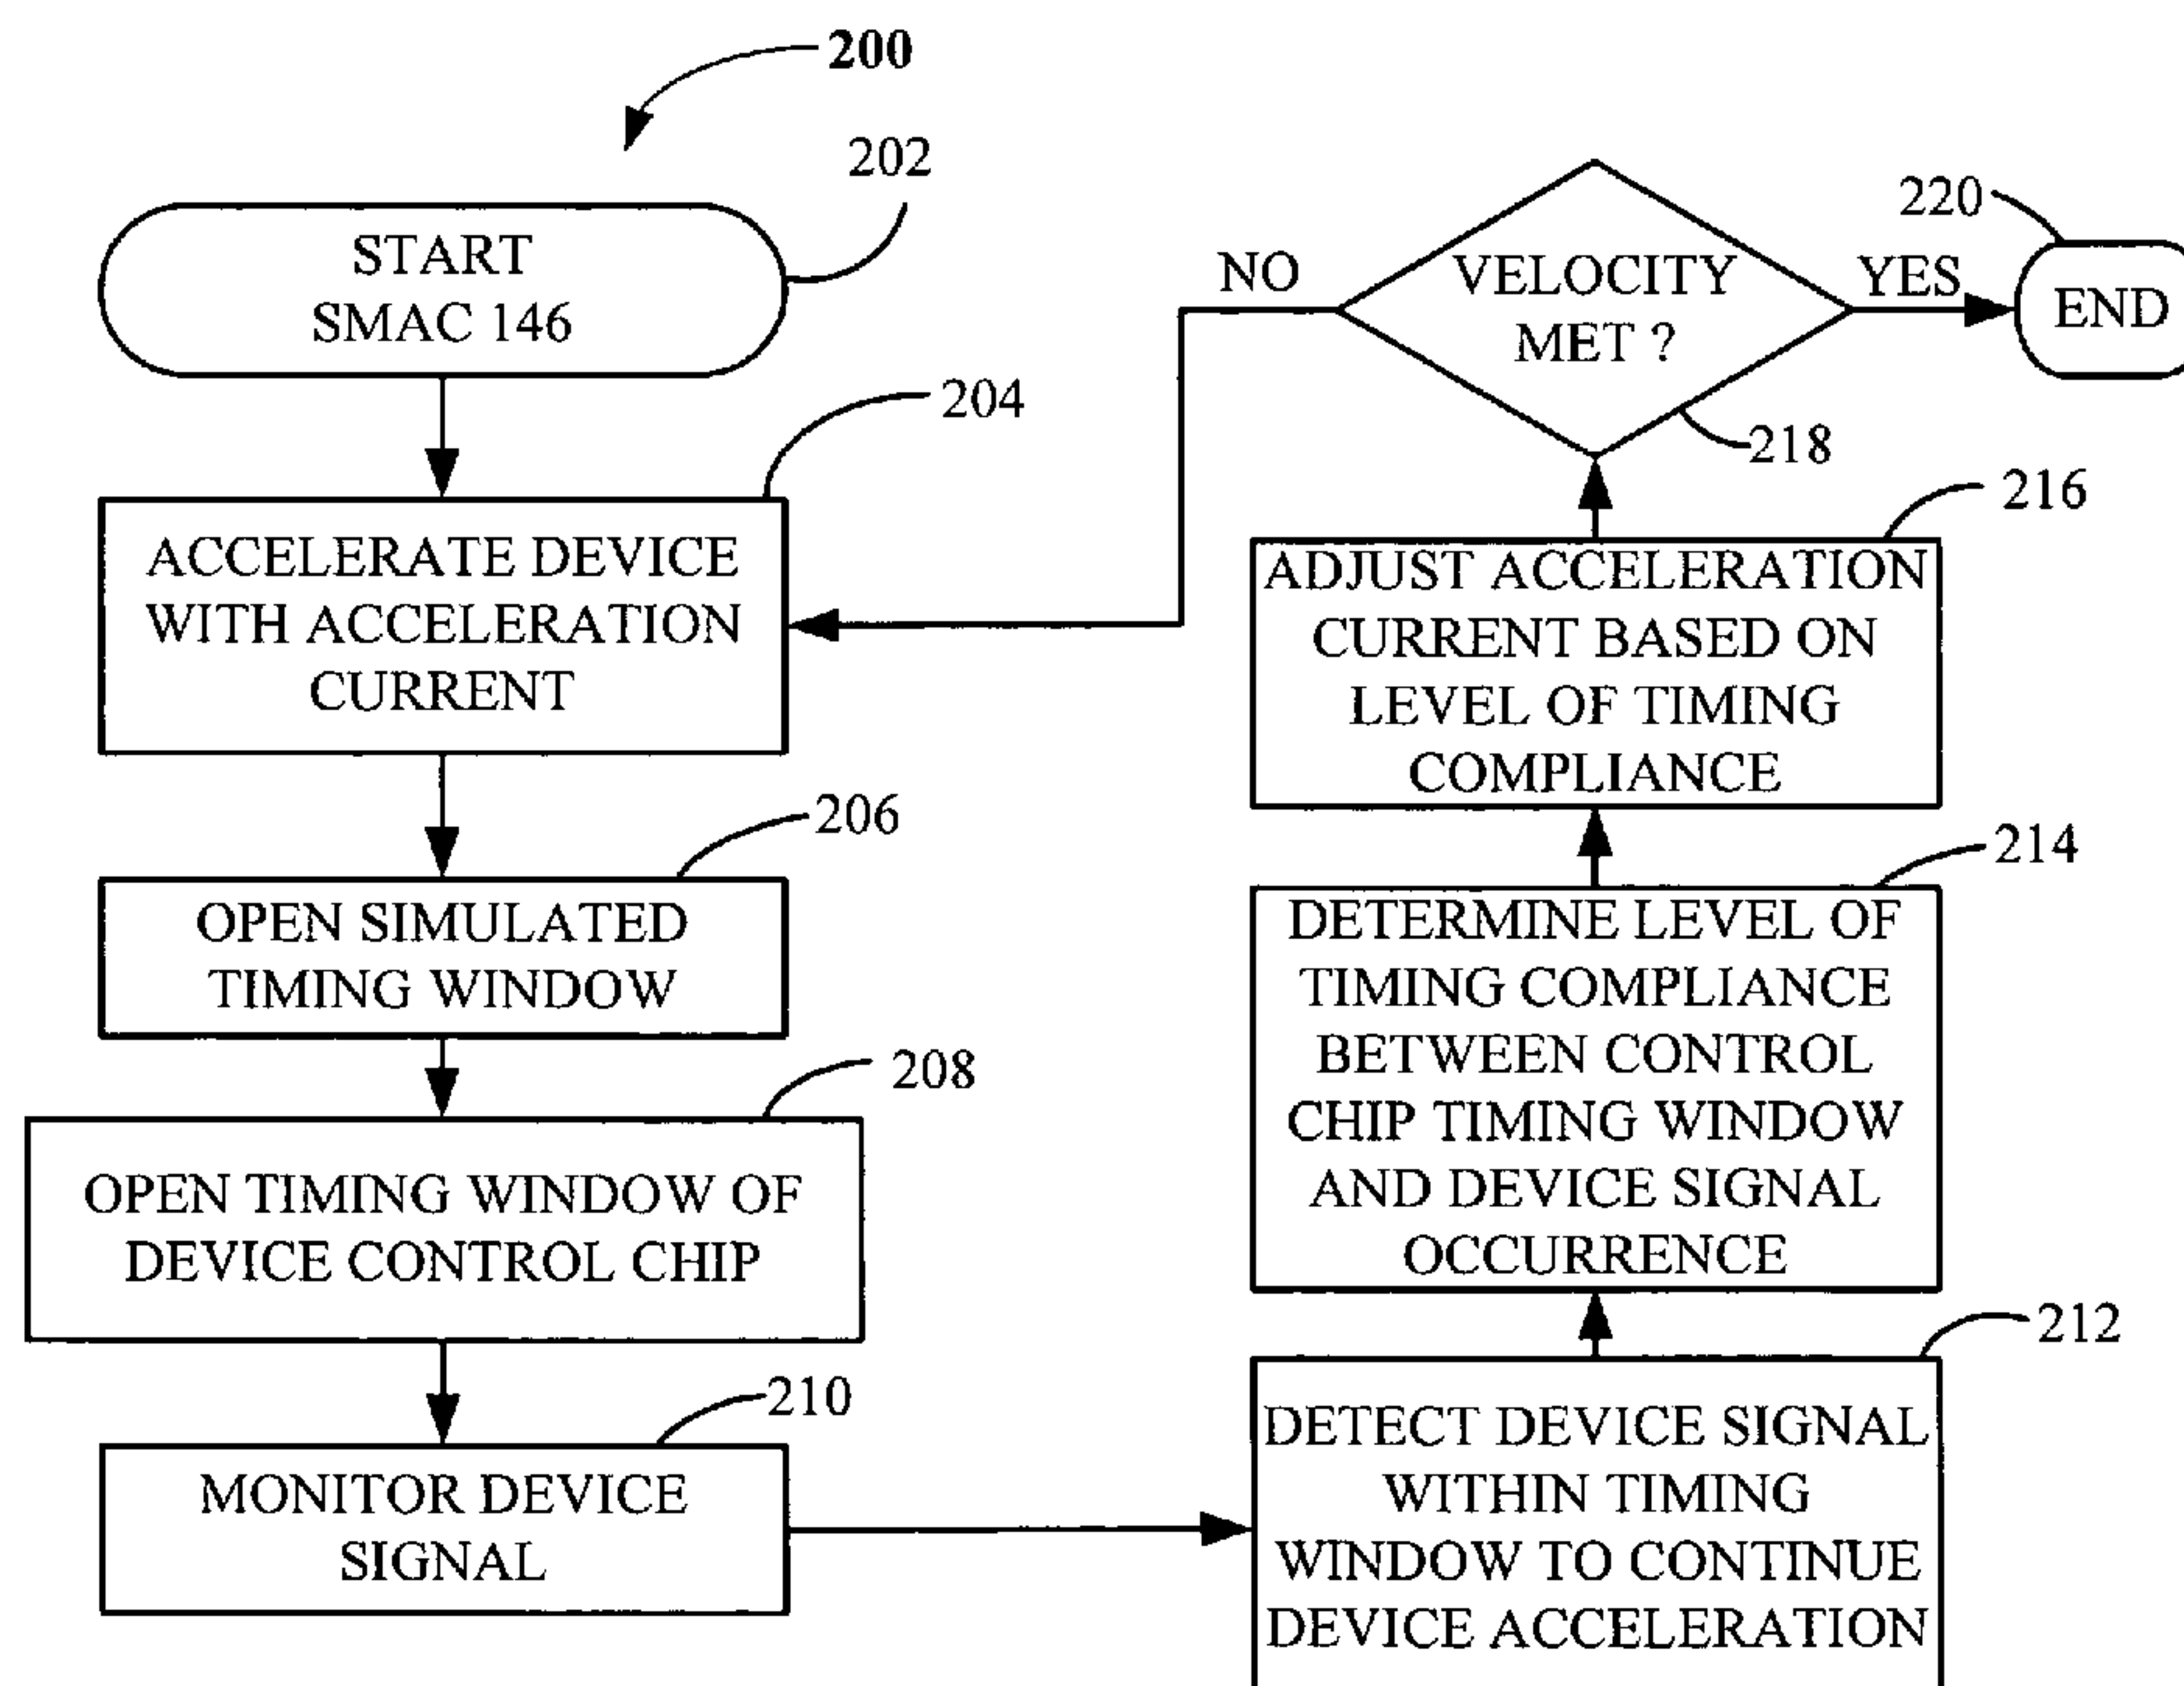 200
202
START
SMAC 146
204
ACCELERATE DEVICE
WITH ACCELERATION
CURRENT
206
OPEN SIMULATED
TIMING WINDOW
208
OPEN TIMING WINDOW OF
DEVICE CONTROL CHIP
210
MONITOR DEVICE
SIGNAL
212
DETECT DEVICE SIGNAL
WITHIN TIMING
WINDOW TO CONTINUE
DEVICE ACCELERATION
214
DETERMINE LEVEL OF
TIMING COMPLIANCE
BETWEEN CONTROL
CHIP TIMING WINDOW
AND DEVICE SIGNAL
OCCURRENCE
216
ADJUST ACCELERATION
CURRENT BASED ON
LEVEL OF TIMING
COMPLIANCE
218
VELOCITY
MET ?
NO
YES
220
END